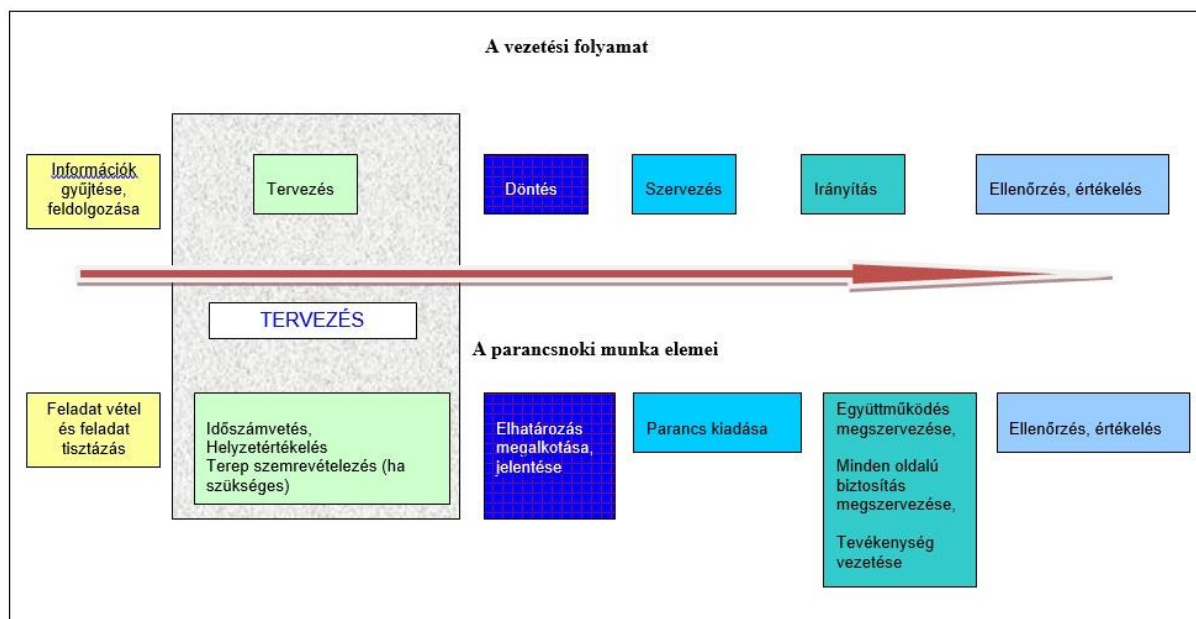 A vezetési folyamat
Információk
gyűjtése,
feldolgozása
Tervezés
Döntés
Szervezés
Irányítás
Ellenőrzés, értékelés
TERVEZÉS
A parancsnoki munka elemei
Feladat vétel
és feladat
tisztázás
Időszámvetés,
Helyzetértékelés
Terep szemrevételezés (ha
szükséges)
Elhatározás
megalkotása,
jelentése
Parancs kiadása
Együttműködés
megszervezése,
Minden oldalú
biztosítás
megszervezése,
Tevékenység
vezetése
Ellenőrzés, értékelés